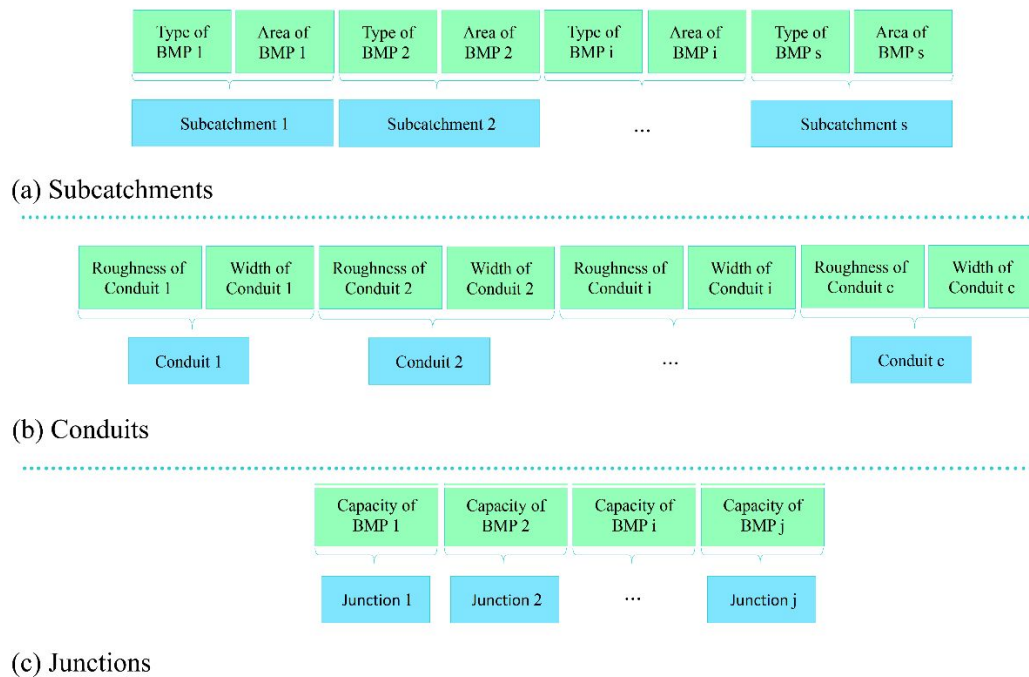 Type of BMP 1
Area of BMP 1
Type of BMP 2
Area of BMP 2
Type of BMP i
Area of BMP i
Type of BMP s
Area of BMP s
Subcatchment 1
Subcatchment 2
...
Subcatchment s
(a) Subcatchments
Roughness of Conduit 1
Width of Conduit 1
Roughness of Conduit 2
Width of Conduit 2
Roughness of Conduit i
Width of Conduit i
Roughness of Conduit c
Width of Conduit c
Conduit 1
Conduit 2
...
Conduit c
(b) Conduits
Capacity of BMP 1
Capacity of BMP 2
Capacity of BMP i
Capacity of BMP j
Junction 1
Junction 2
...
Junction j
(c) Junctions